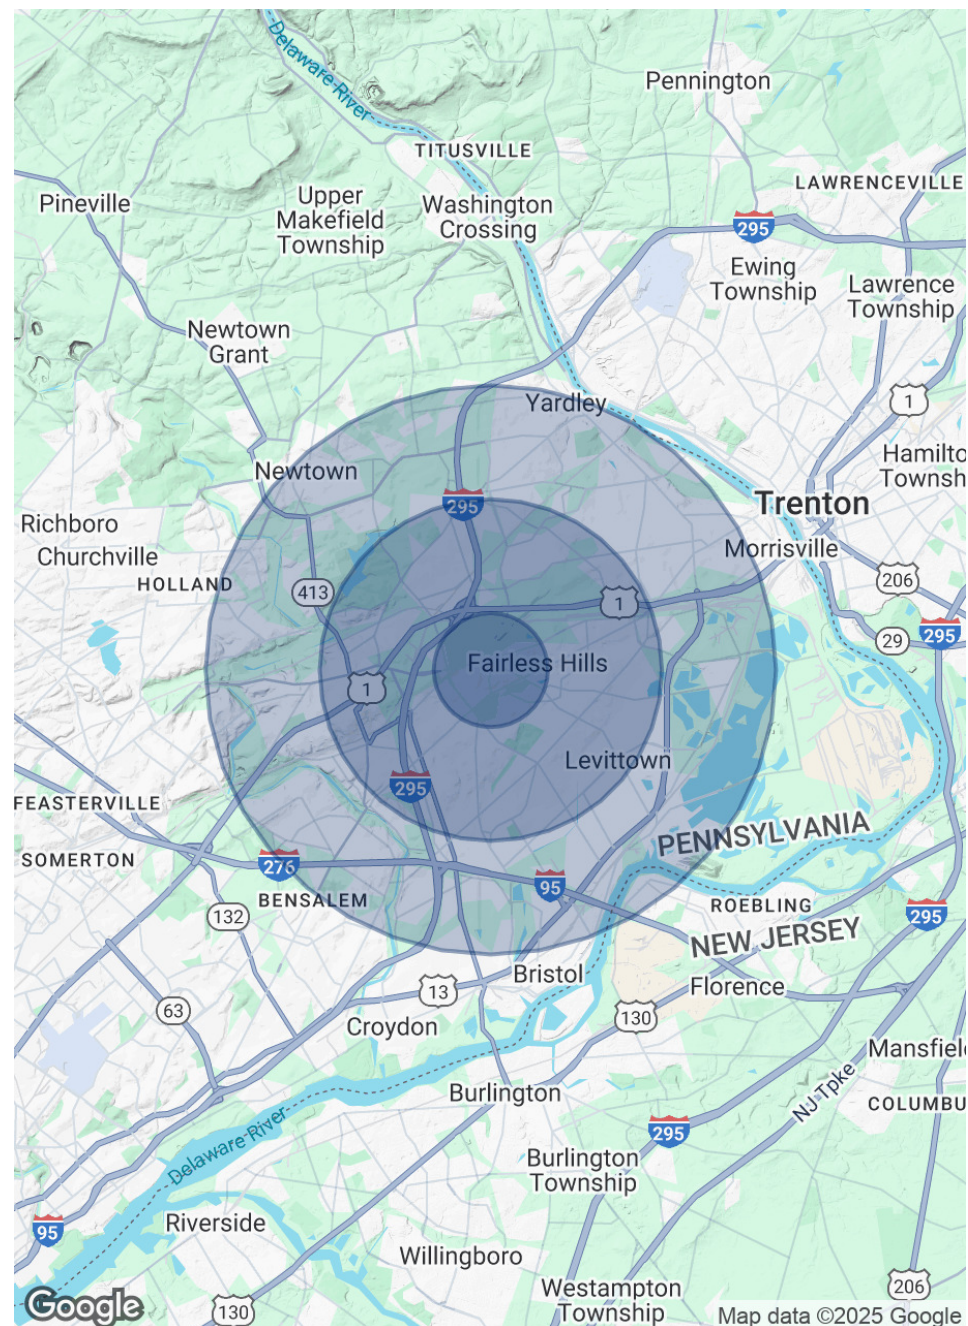 Delaware River
Pennington
TITUSVILLE
LAWRENCEVILLE
Pineville
Upper
Makefield
Township
Washington
Crossing
295
Ewing
Township
Lawrence
Township
Newtown
Grant
1
Yardley
Hamilto
Townsh
Newtown
295
Trenton
Richboro
Churchville
Morrisville
HOLLAND
413
1
206
29
295
Fairless Hills
1
Levittown
295
FEASTERVILLE
PENNSYLVANIA
SOMERTON
276
95
BENSALEM
132
ROEBLING
295
NEW JERSEY
Bristol
Florence
13
63
130
Croydon
Mansfield
Burlington
NJ Tpke
COLUMBU
295
Delaware River
Burlington
Township
95
Riverside
Willingboro
Westampton
Township
206
Google
130
Map data ©2025 Google